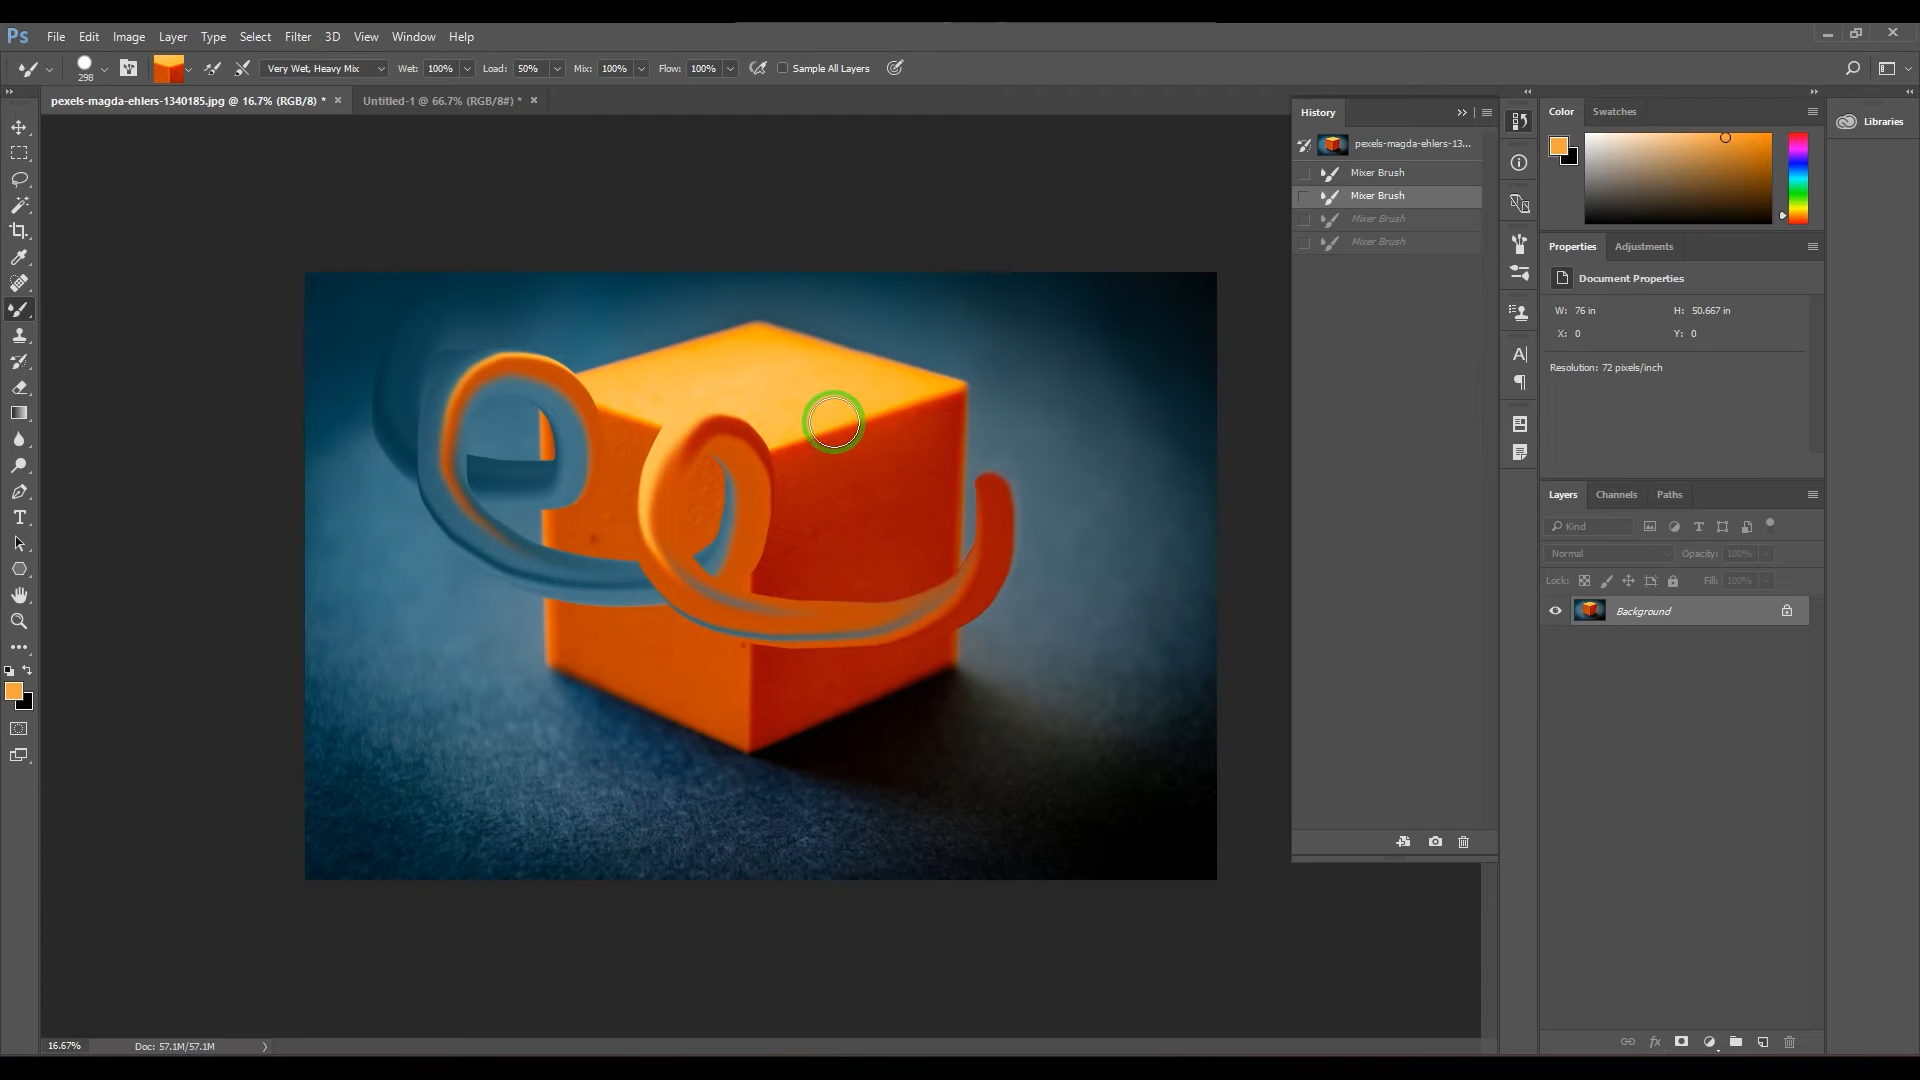 Ps File Edit Image Layer Type Select Filter 3D View Window Help
298 Very Wet, Heavy Mix Wet: 100% Load: 50% Mix: 100% Flow: 100% Sample All Layers
pexels-magda-ehlers-1340185.jpg @ 16.7% (RGB/8) * Untitled-1 @ 66.7% (RGB/8#) *
History
pexels-magda-ehlers-13...
Mixer Brush
Mixer Brush
Mixer Brush
Mixer Brush
Color Swatches
Libraries
Properties Adjustments
Document Properties
W: 76 in H: 50.667 in
X: 0 Y: 0
Resolution: 72 pixels/inch
Layers Channels Paths
Kind
Normal Opacity: 100%
Lock: Fill: 100%
Background
fx
16.67% Doc: 57.1M/57.1M